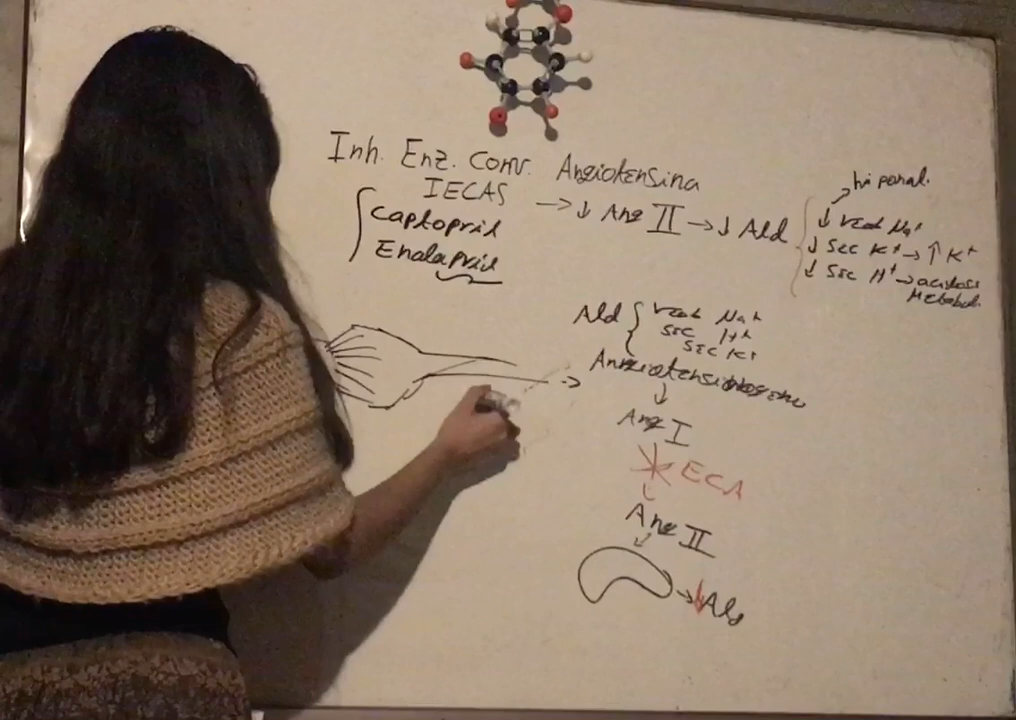 Inh. Enz. Conv. Angiotensina
IECAS
Captopril
Enalapril
→ ↓ Ang II → ↓ Ald
hiponat.
↓ reab Na+
↓ sec K+ → ↑ K+
↓ sec H+ → acidosis
metabol.
Ald { reab Na+
sec H+
sec K+
→
↓
Ang I
ECA
↓
Ang II
↓
→ ↓ Ald